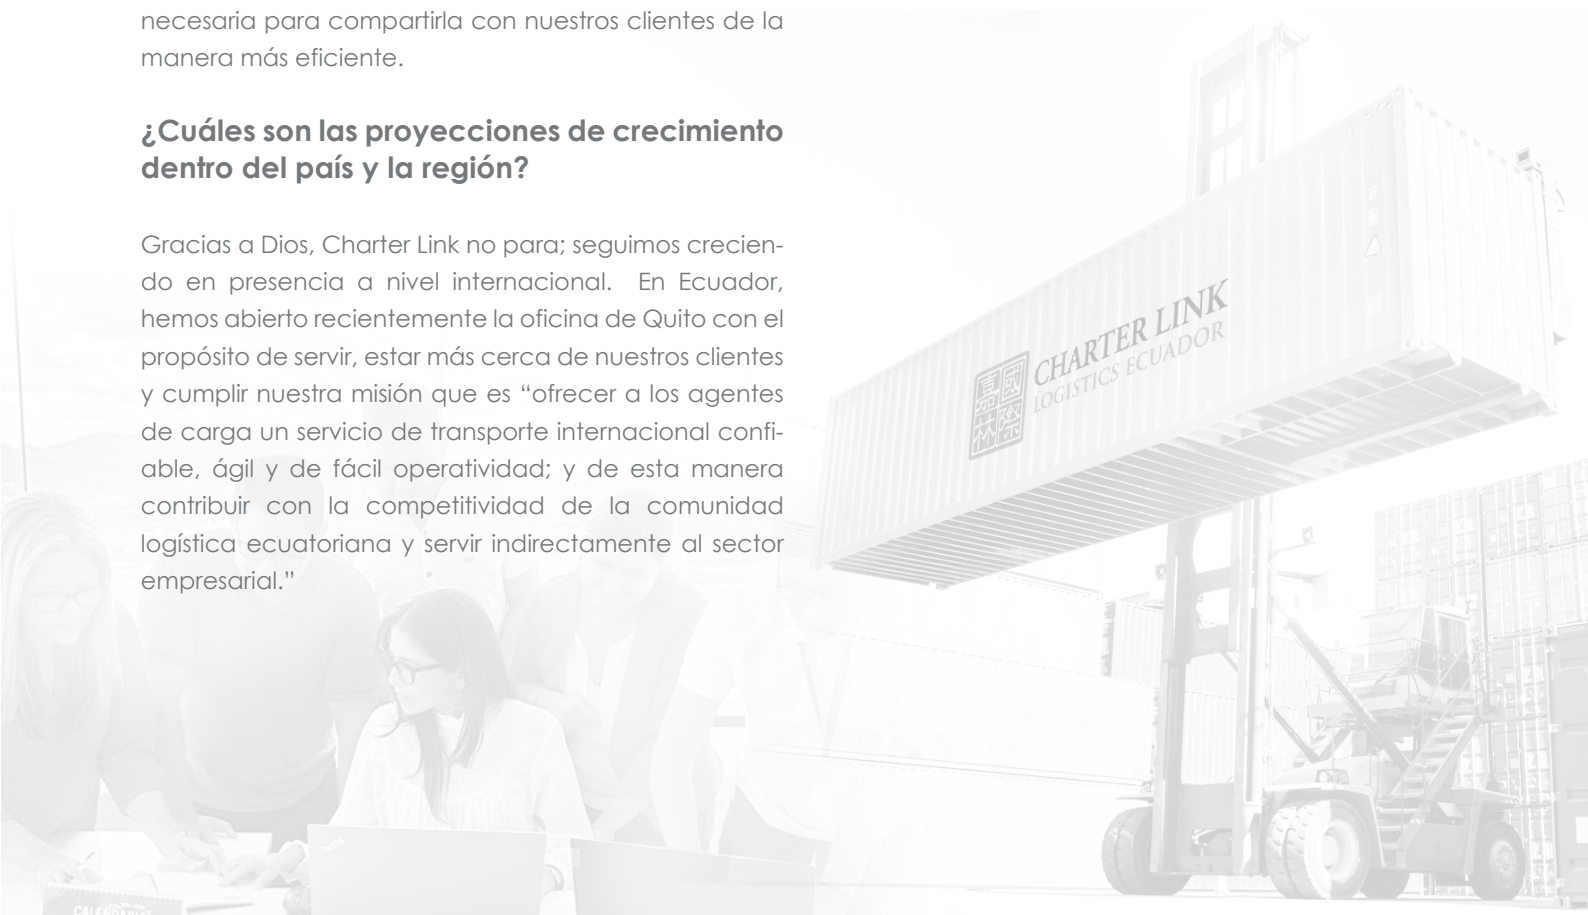 necesaria para compartirla con nuestros clientes de la
manera más eficiente.
¿Cuáles son las proyecciones de crecimiento
dentro del país y la región?
Gracias a Dios, Charter Link no para; seguimos crecien-
do en presencia a nivel internacional. En Ecuador,
hemos abierto recientemente la oficina de Quito con el
propósito de servir, estar más cerca de nuestros clientes
y cumplir nuestra misión que es “ofrecer a los agentes
de carga un servicio de transporte internacional confi-
able, ágil y de fácil operatividad; y de esta manera
contribuir con la competitividad de la comunidad
logística ecuatoriana y servir indirectamente al sector
empresarial.”
國嘉
際林
CHARTER LINK
LOGISTICS ECUADOR
CALENDARIO